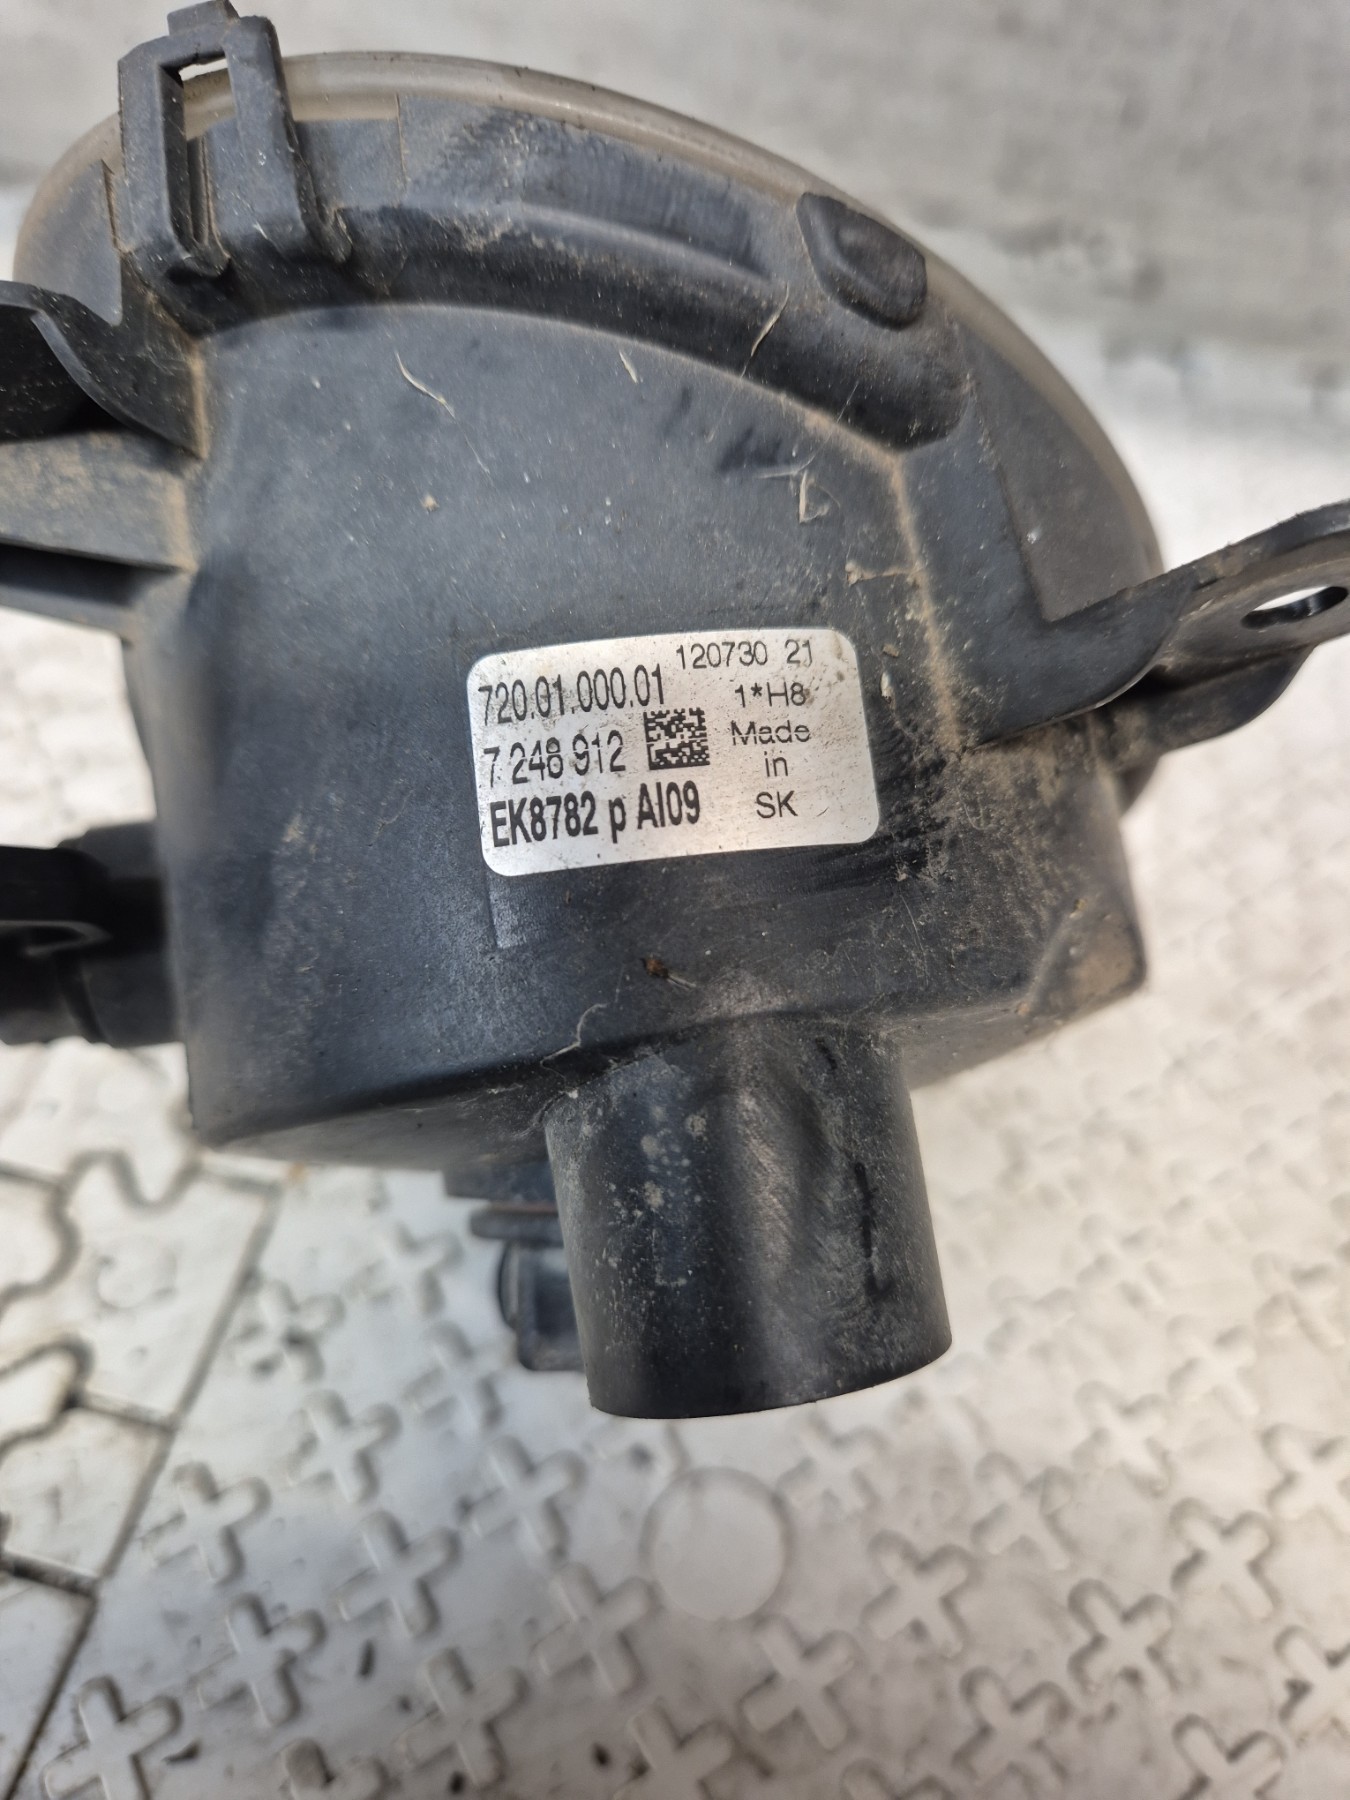 720.01.000.01
7 248 912
EK8782 p AI09
120730 21
1*H8
Made
in
SK